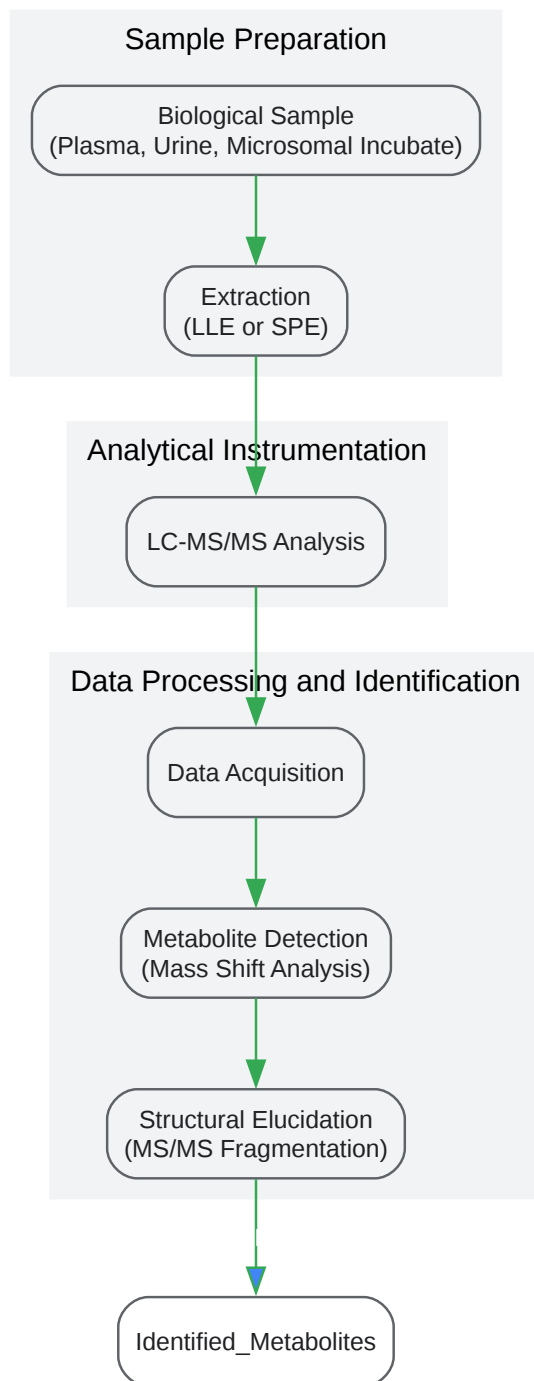 Sample Preparation
Biological Sample
(Plasma, Urine, Microsomal Incubate)
Extraction
(LLE or SPE)
Analytical Instrumentation
LC-MS/MS Analysis
Data Processing and Identification
Data Acquisition
Metabolite Detection
(Mass Shift Analysis)
Structural Elucidation
(MS/MS Fragmentation)
Identified_Metabolites